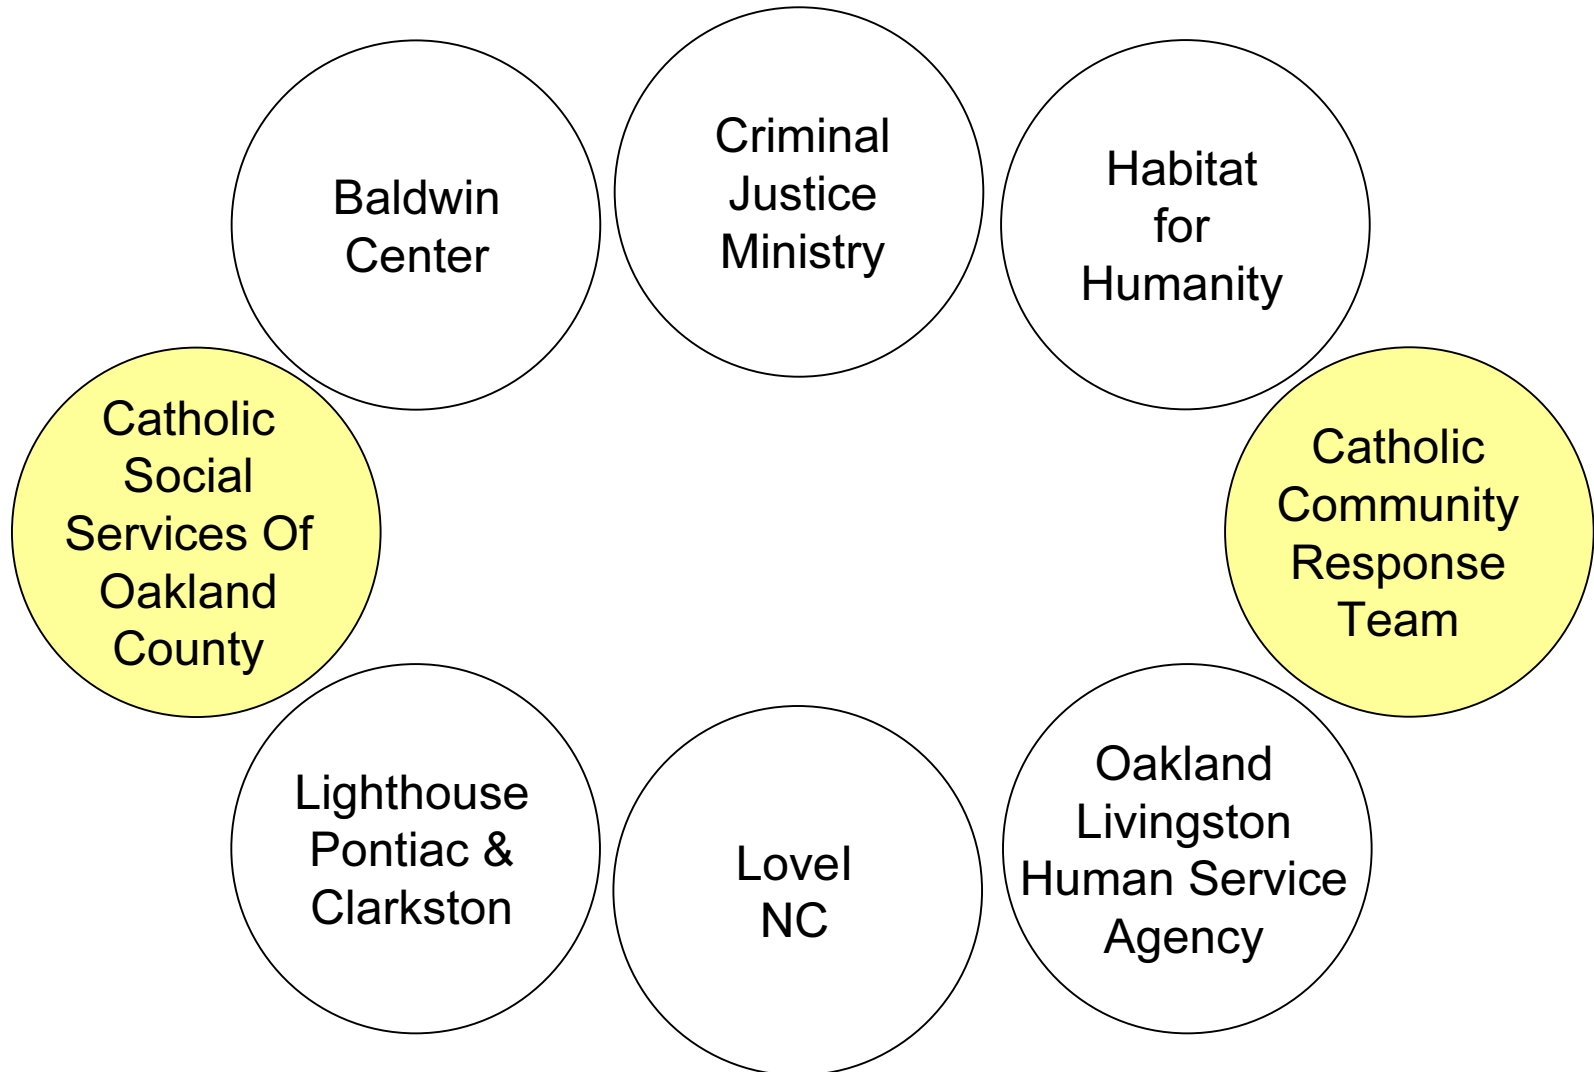 Baldwin
Center
Criminal
Justice
Ministry
Habitat
for
Humanity
Catholic
Social
Services Of
Oakland
County
Catholic
Community
Response
Team
Lighthouse
Pontiac &
Clarkston
LoveI
NC
Oakland
Livingston
Human Service
Agency